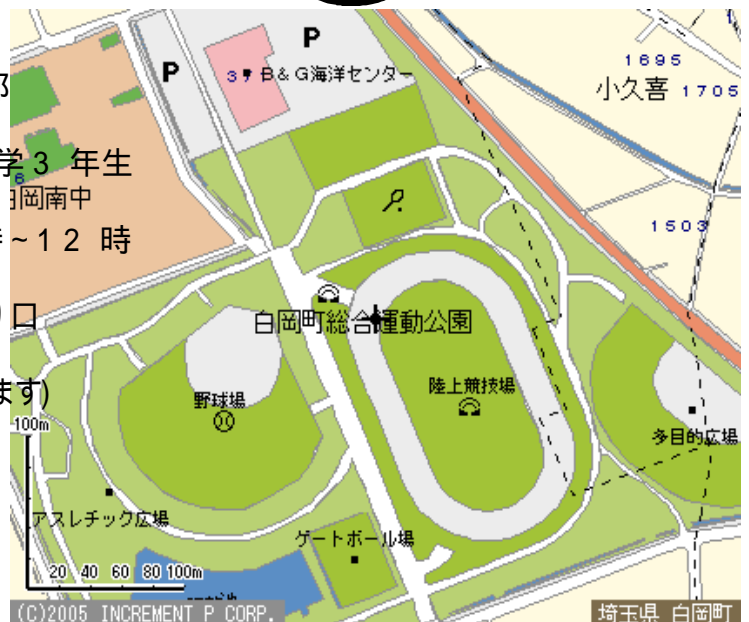 P
P
3
B&G海洋センター
1695
小久喜
1705
学3 年生
白岡南中
1503
~12 時
口
白岡町総合運動公園
ます)
野球場
陸上競技場
多目的広場
100m
アスレチック広場
ゲートボール場
20 40 60 80 100m
(C)2005 INCREMENT P CORP.
埼玉県 白岡町